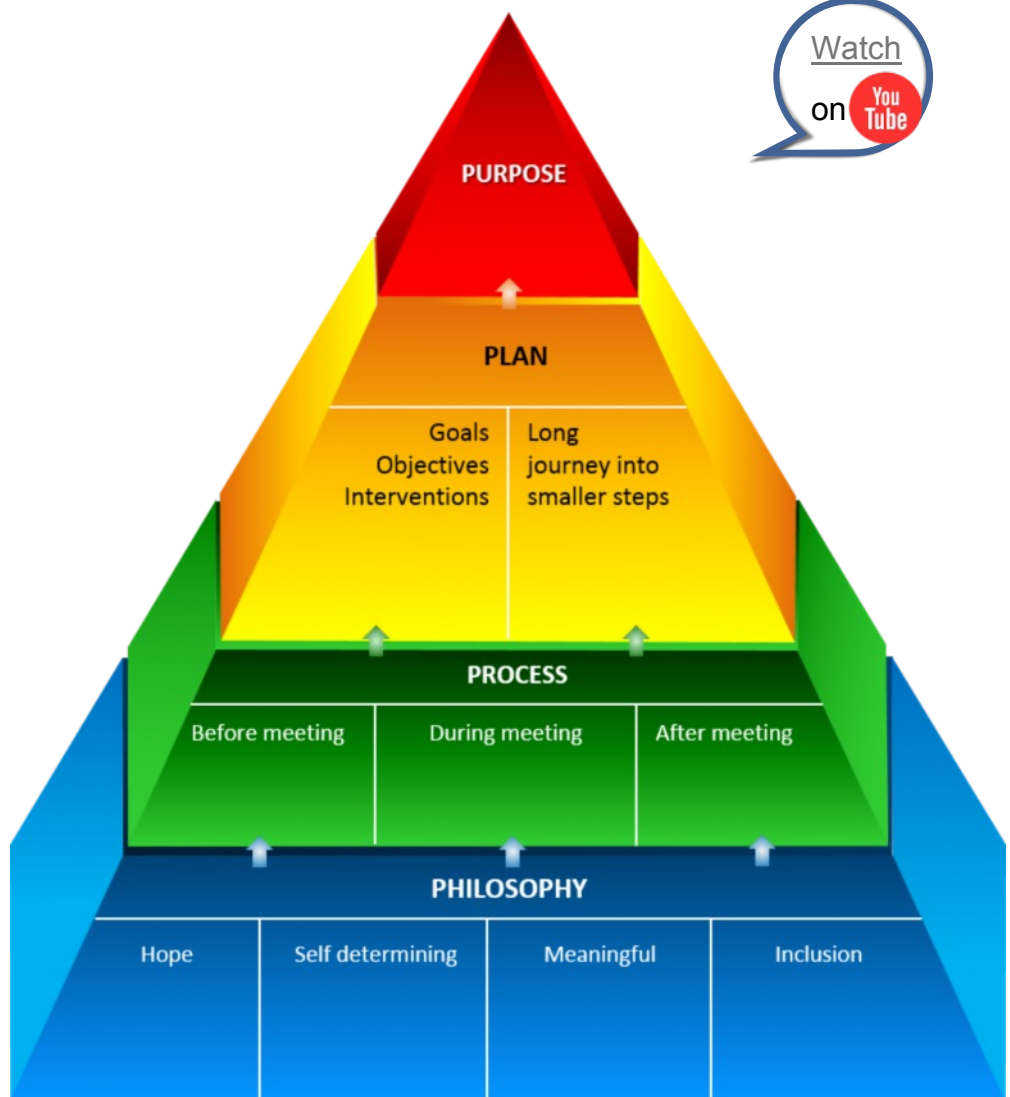 Watch
on You
Tube
PURPOSE
PLAN
Goals
Objectives
Interventions
Long
journey into
smaller steps
PROCESS
Before meeting
During meeting
After meeting
PHILOSOPHY
Hope
Self determining
Meaningful
Inclusion